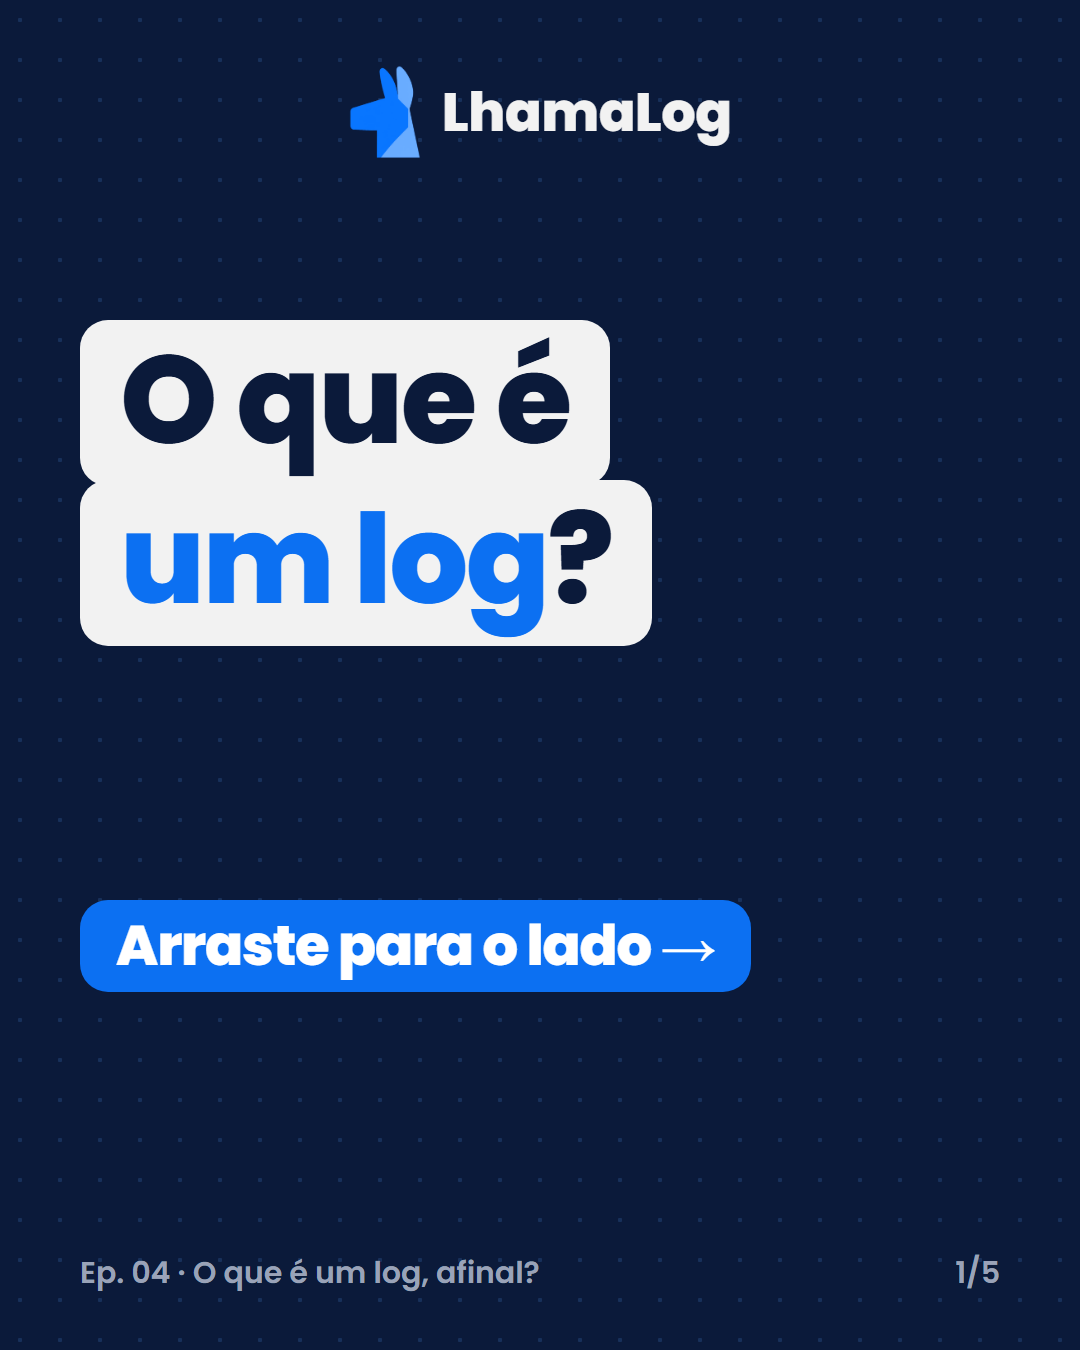 LhamaLog
O que é
um log?
Arraste para o lado →
Ep. 04 · O que é um log, afinal?
1/5